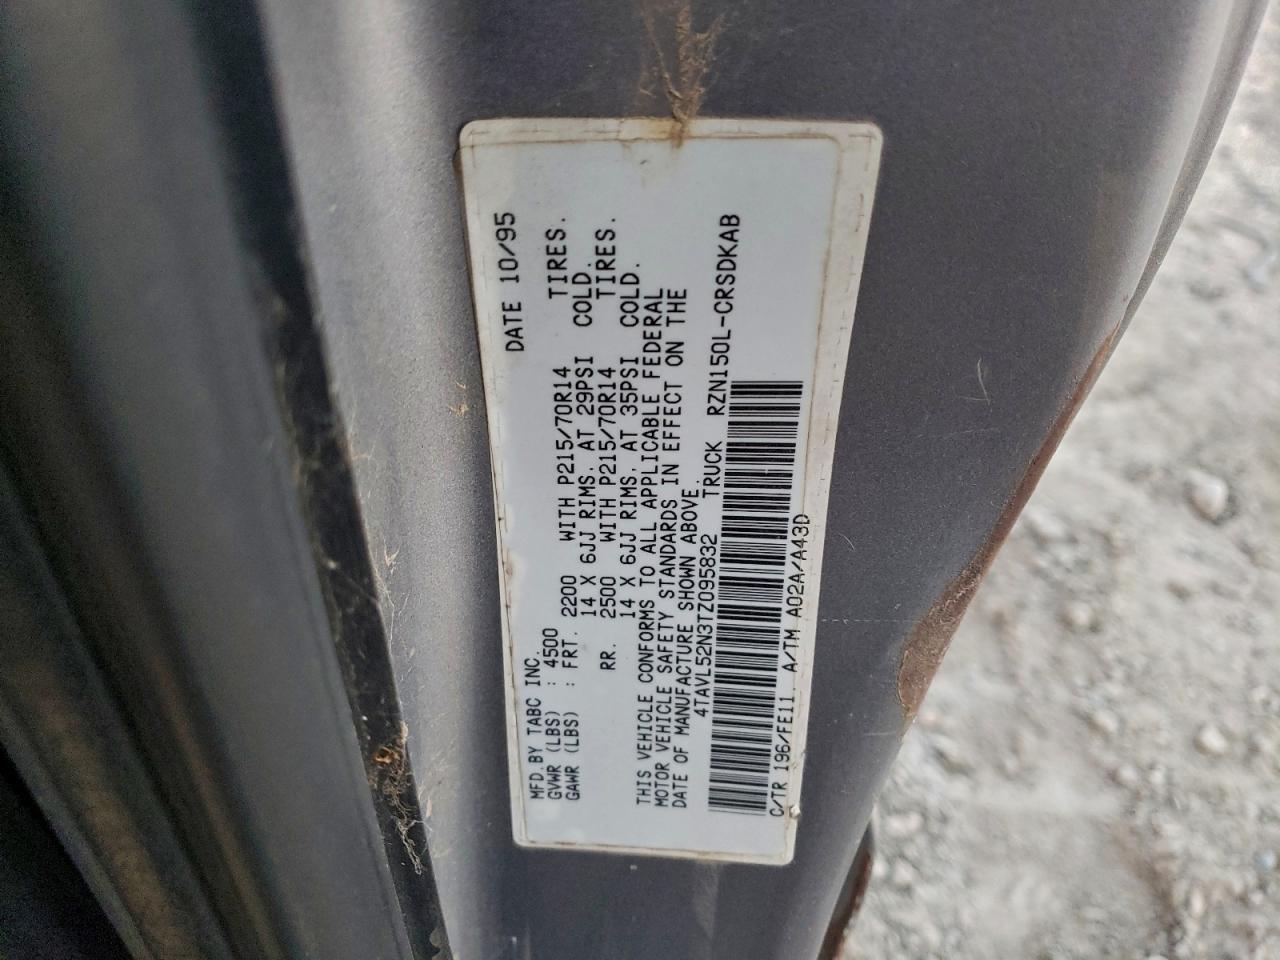 MFD.BY TABC INC. DATE 10/95
GVWR (LBS) : 4500
GAWR (LBS) : FRT. 2200 WITH P215/70R14 TIRES.
14 X 6JJ RIMS, AT 29PSI COLD.
RR. 2500 WITH P215/70R14 TIRES.
14 X 6JJ RIMS, AT 35PSI COLD.
THIS VEHICLE CONFORMS TO ALL APPLICABLE FEDERAL
MOTOR VEHICLE SAFETY STANDARDS IN EFFECT ON THE
DATE OF MANUFACTURE SHOWN ABOVE.
4TAVL52N3TZ095832 TRUCK RZN150L-CRSDKAB
C/TR 196/FE11 A/TM A02A/A43D